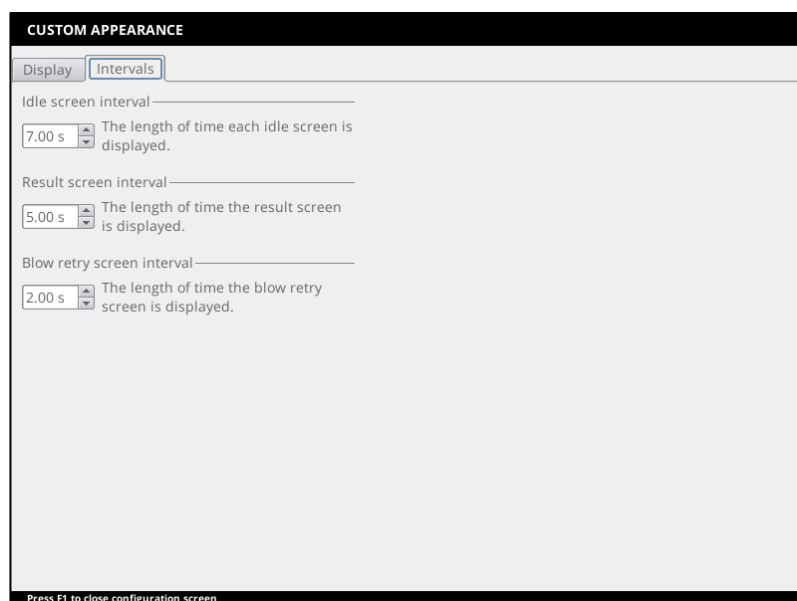 CUSTOM APPEARANCE
Display
Intervals
Idle screen interval
7.00 s
The length of time each idle screen is
displayed.
Result screen interval
5.00 s
The length of time the result screen
is displayed.
Blow retry screen interval
2.00 s
The length of time the blow retry
screen is displayed.
Press F1 to close configuration screen